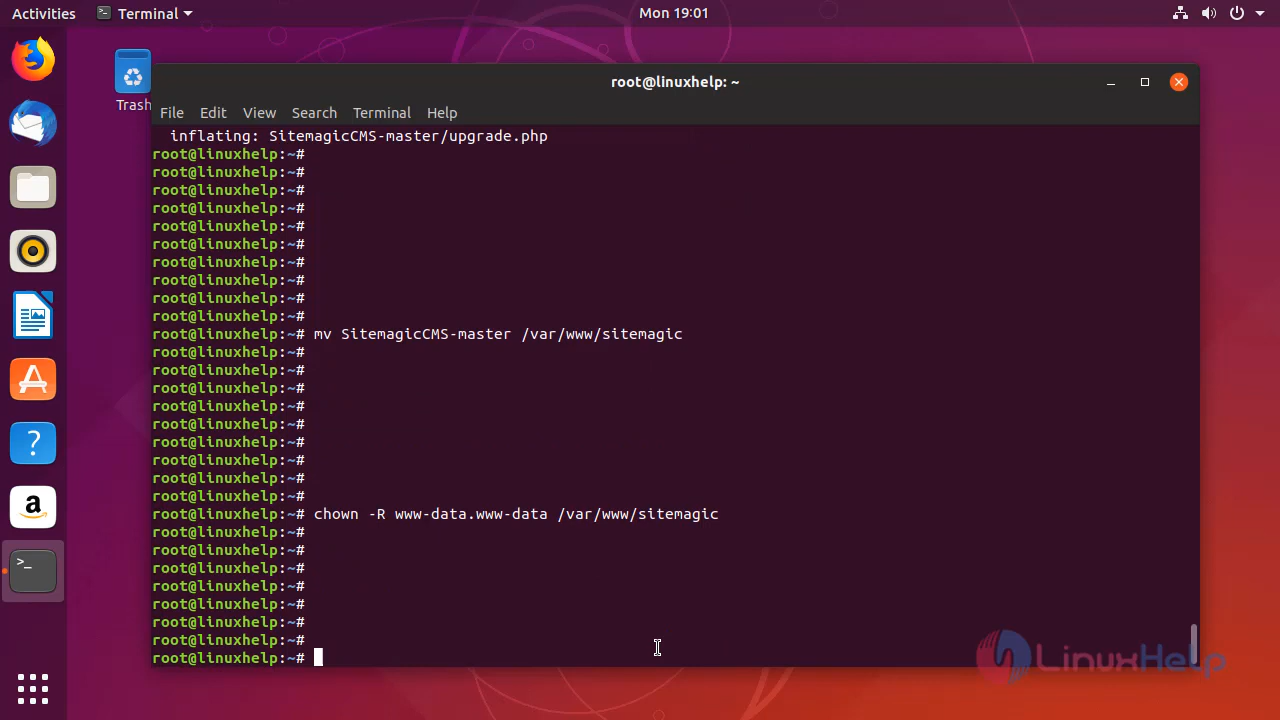 Activities Terminal Mon 19:01
Trash
root@linuxhelp: ~
File Edit View Search Terminal Help
inflating: SitemagicCMS-master/upgrade.php
root@linuxhelp:~#
root@linuxhelp:~#
root@linuxhelp:~#
root@linuxhelp:~#
root@linuxhelp:~#
root@linuxhelp:~#
root@linuxhelp:~#
root@linuxhelp:~#
root@linuxhelp:~#
root@linuxhelp:~#
root@linuxhelp:~# mv SitemagicCMS-master /var/www/sitemagic
root@linuxhelp:~#
root@linuxhelp:~#
root@linuxhelp:~#
root@linuxhelp:~#
root@linuxhelp:~#
root@linuxhelp:~#
root@linuxhelp:~#
root@linuxhelp:~#
root@linuxhelp:~#
root@linuxhelp:~# chown -R www-data.www-data /var/www/sitemagic
root@linuxhelp:~#
root@linuxhelp:~#
root@linuxhelp:~#
root@linuxhelp:~#
root@linuxhelp:~#
root@linuxhelp:~#
root@linuxhelp:~#
root@linuxhelp:~#
LinuxHelp